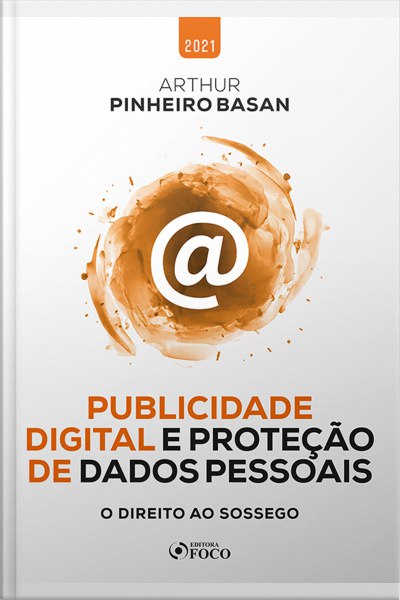 2021
ARTHUR
PINHEIRO BASAN
@
PUBLICIDADE
DIGITAL E PROTEÇÃO
DE DADOS PESSOAIS
O DIREITO AO SOSSEGO
EDITORA
FOCO